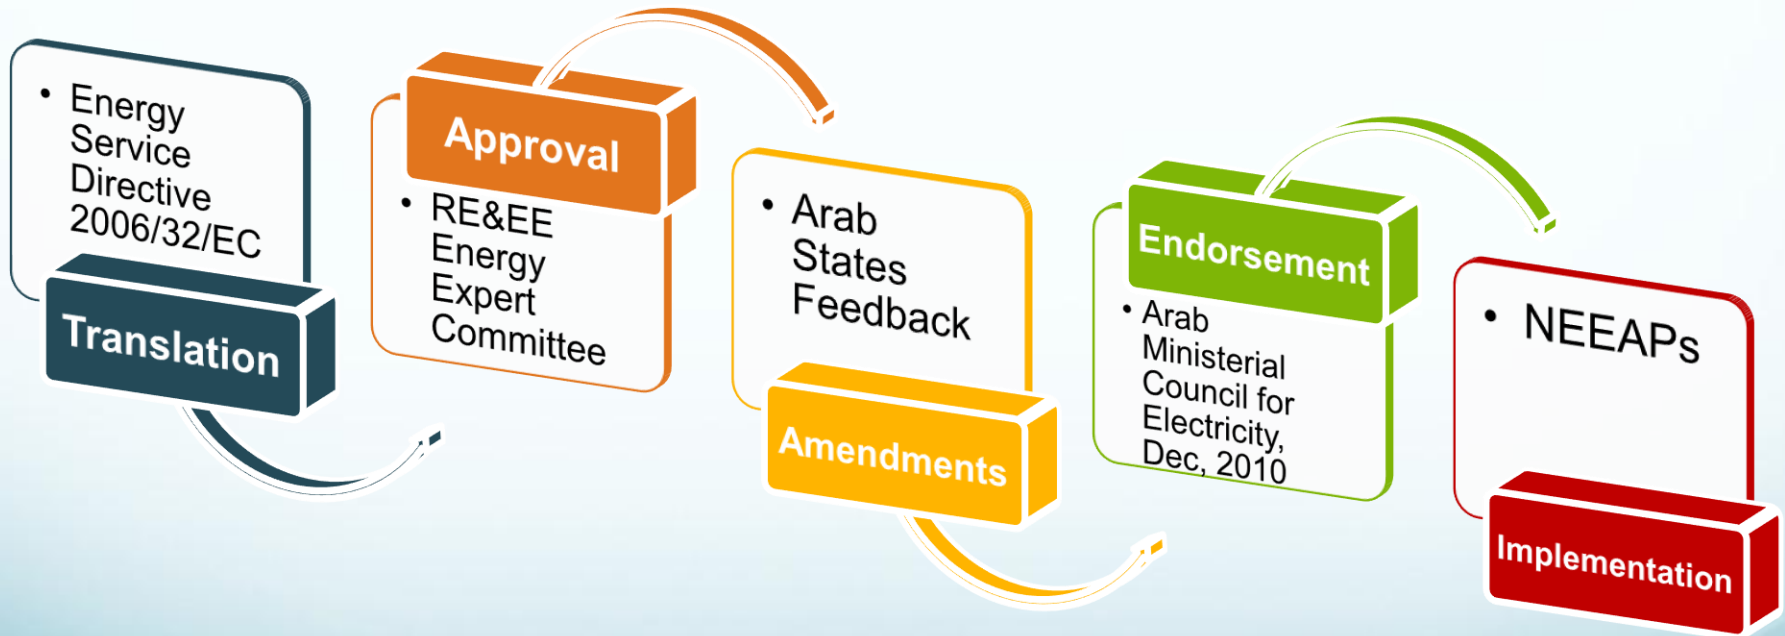 • Energy
Service
Directive
2006/32/EC
Translation
Approval
• RE&EE
Energy
Expert
Committee
• Arab
States
Feedback
Amendments
Endorsement
• Arab
Ministerial
Council for
Electricity,
Dec, 2010
• NEEAPs
Implementation